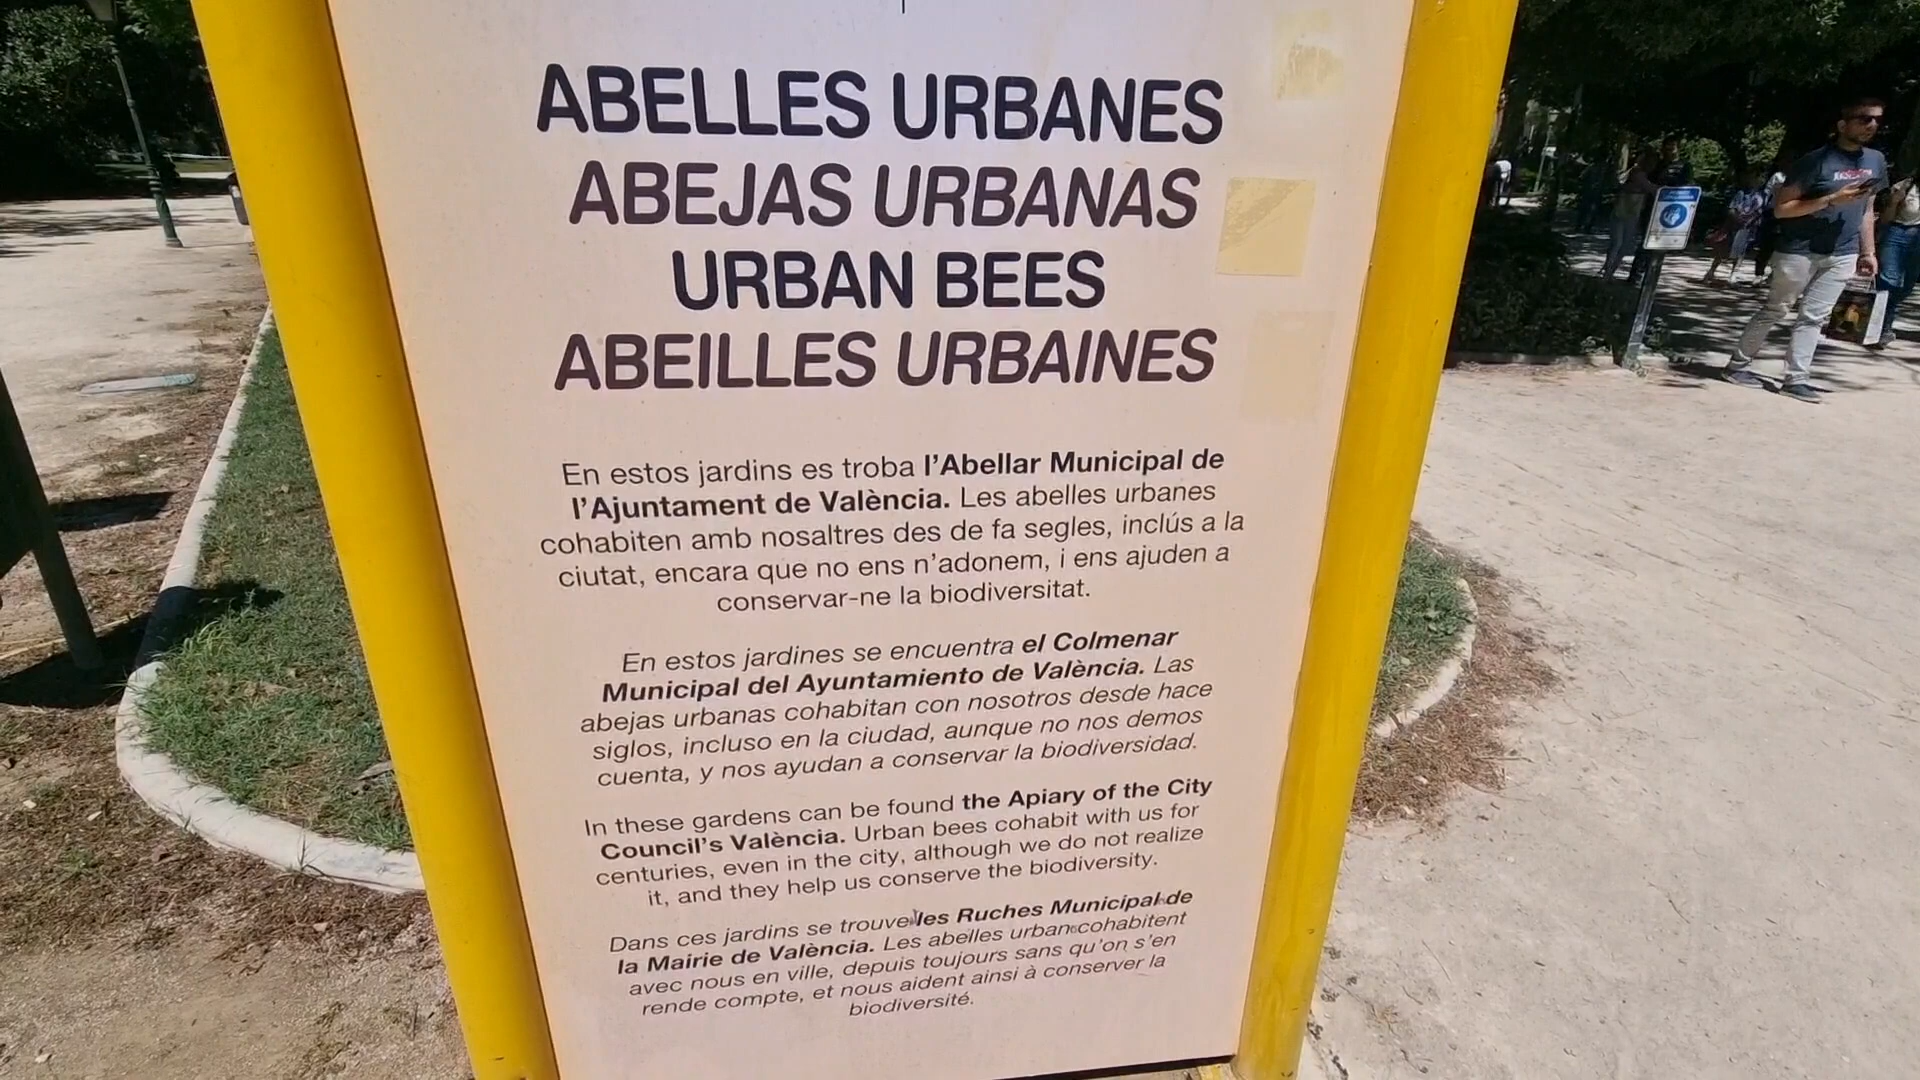 ABELLES URBANES
ABEJAS URBANAS
URBAN BEES
ABEILLES URBAINES
En estos jardins es troba l'Abellar Municipal de
l'Ajuntament de València. Les abelles urbanes
cohabiten amb nosaltres des de fa segles, inclús a la
ciutat, encara que no ens n'adonem, i ens ajuden a
conservar-ne la biodiversitat.
En estos jardines se encuentra el Colmenar
Municipal del Ayuntamiento de València. Las
abejas urbanas cohabitan con nosotros desde hace
siglos, incluso en la ciudad, aunque no nos demos
cuenta, y nos ayudan a conservar la biodiversidad.
In these gardens can be found the Apiary of the City
Council's València. Urban bees cohabit with us for
centuries, even in the city, although we do not realize
it, and they help us conserve the biodiversity.
Dans ces jardins se trouve les Ruches Municipal de
la Mairie de València. Les abelles urban cohabitent
avec nous en ville, depuis toujours sans qu'on s'en
rende compte, et nous aident ainsi à conserver la
biodiversité.